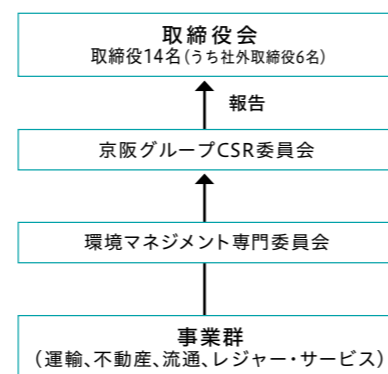 取締役会
取締役14名(うち社外取締役6名)
報告
京阪グループCSR委員会
環境マネジメント専門委員会
事業群
(運輸、不動産、流通、レジャー・サービス)